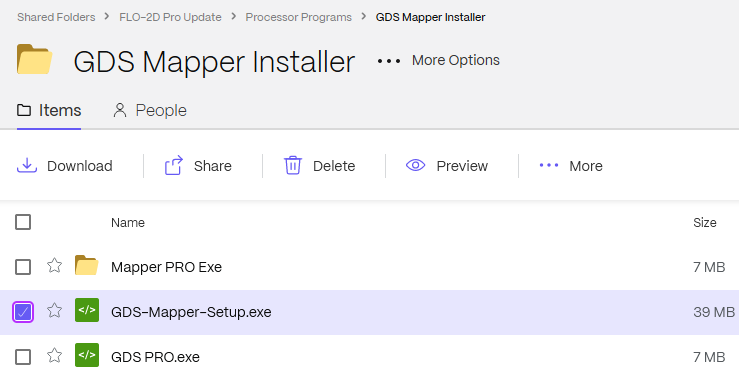 Shared Folders > FLO-2D Pro Update > Processor Programs > GDS Mapper Installer
GDS Mapper Installer ••• More Options
Items People
Download Share Delete Preview ••• More
Name Size
Mapper PRO Exe 7 MB
</> GDS-Mapper-Setup.exe 39 MB
</> GDS PRO.exe 7 MB